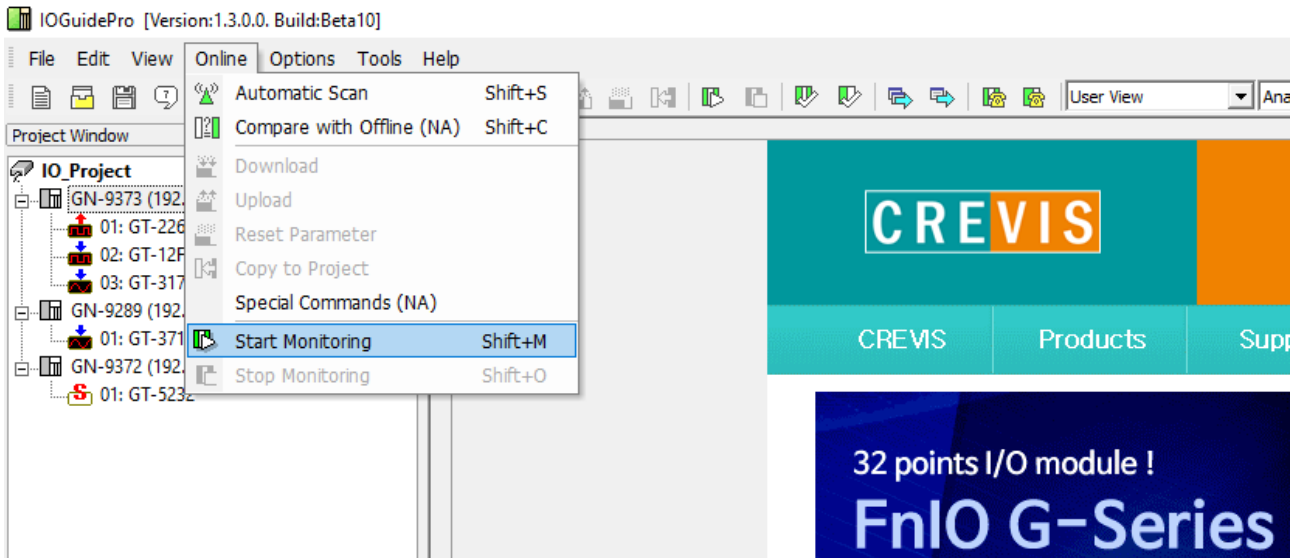 IOGuidePro [Version:1.3.0.0. Build:Beta10]
File Edit View Online Options Tools Help
Automatic Scan Shift+S
Compare with Offline (NA) Shift+C
Download
Upload
Reset Parameter
Copy to Project
Special Commands (NA)
Start Monitoring Shift+M
Stop Monitoring Shift+O
User View
Ana
Project Window
IO_Project
GN-9373 (192.
01: GT-226
02: GT-12F
03: GT-317
GN-9289 (192.
01: GT-371
GN-9372 (192.
01: GT-5232
CREVIS
CREVIS Products Supp
32 points I/O module !
FnIO G-Series